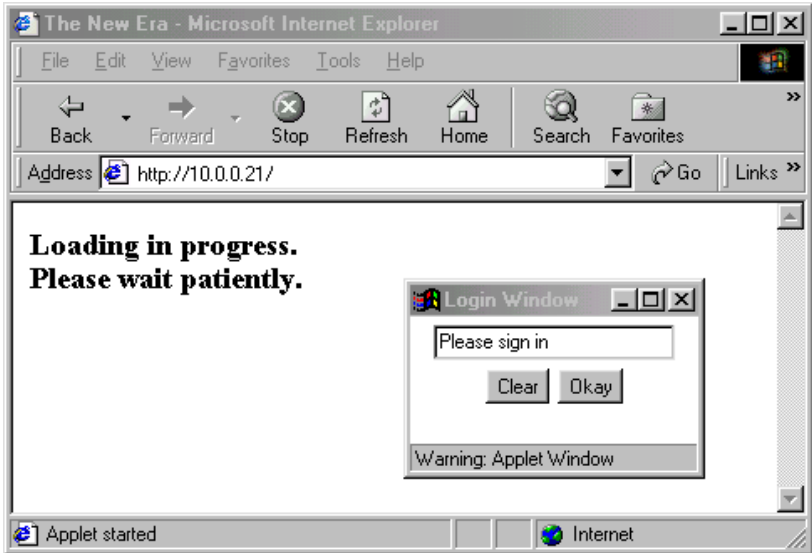 The New Era - Microsoft Internet Explorer
File Edit View Favorites Tools Help
Back Forward Stop Refresh Home Search Favorites »
Address http://10.0.0.21/ Go Links »
Loading in progress.
Please wait patiently.
Login Window
Please sign in
Clear Okay
Warning: Applet Window
Applet started Internet